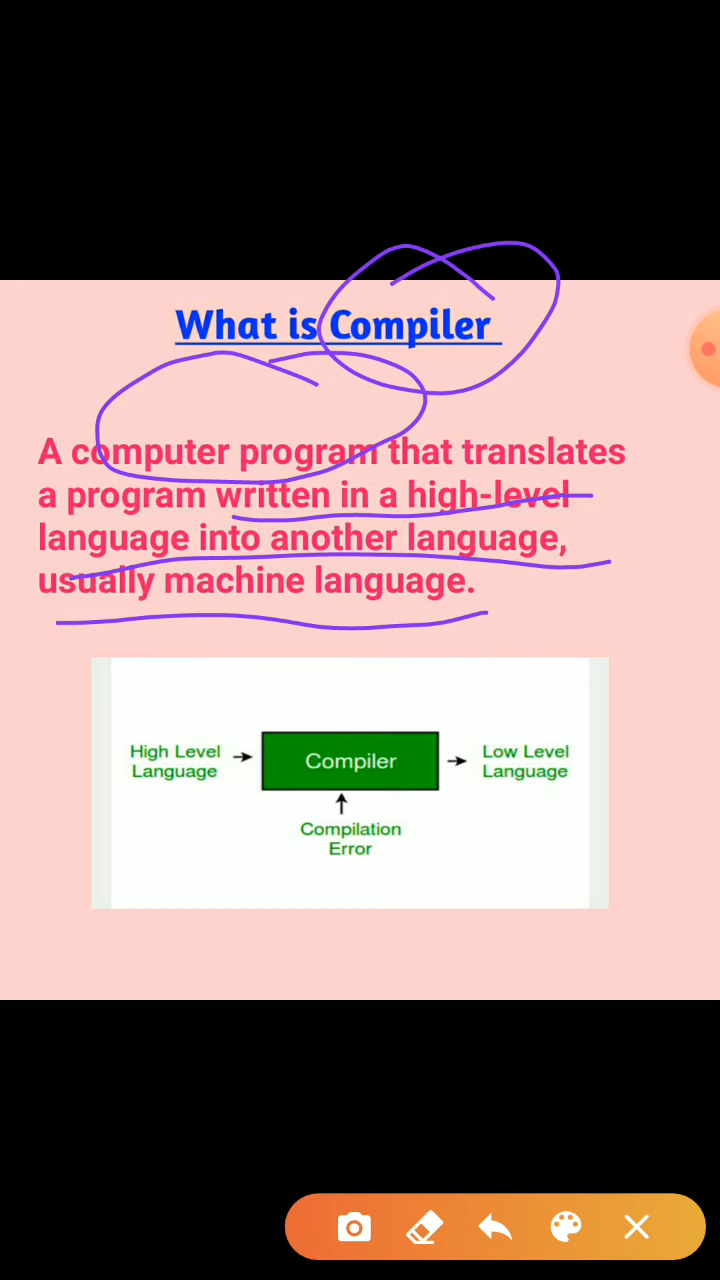 What is Compiler
A computer program that translates
a program written in a high-level
language into another language,
usually machine language.
High Level
Language
Compiler
Low Level
Language
Compilation
Error